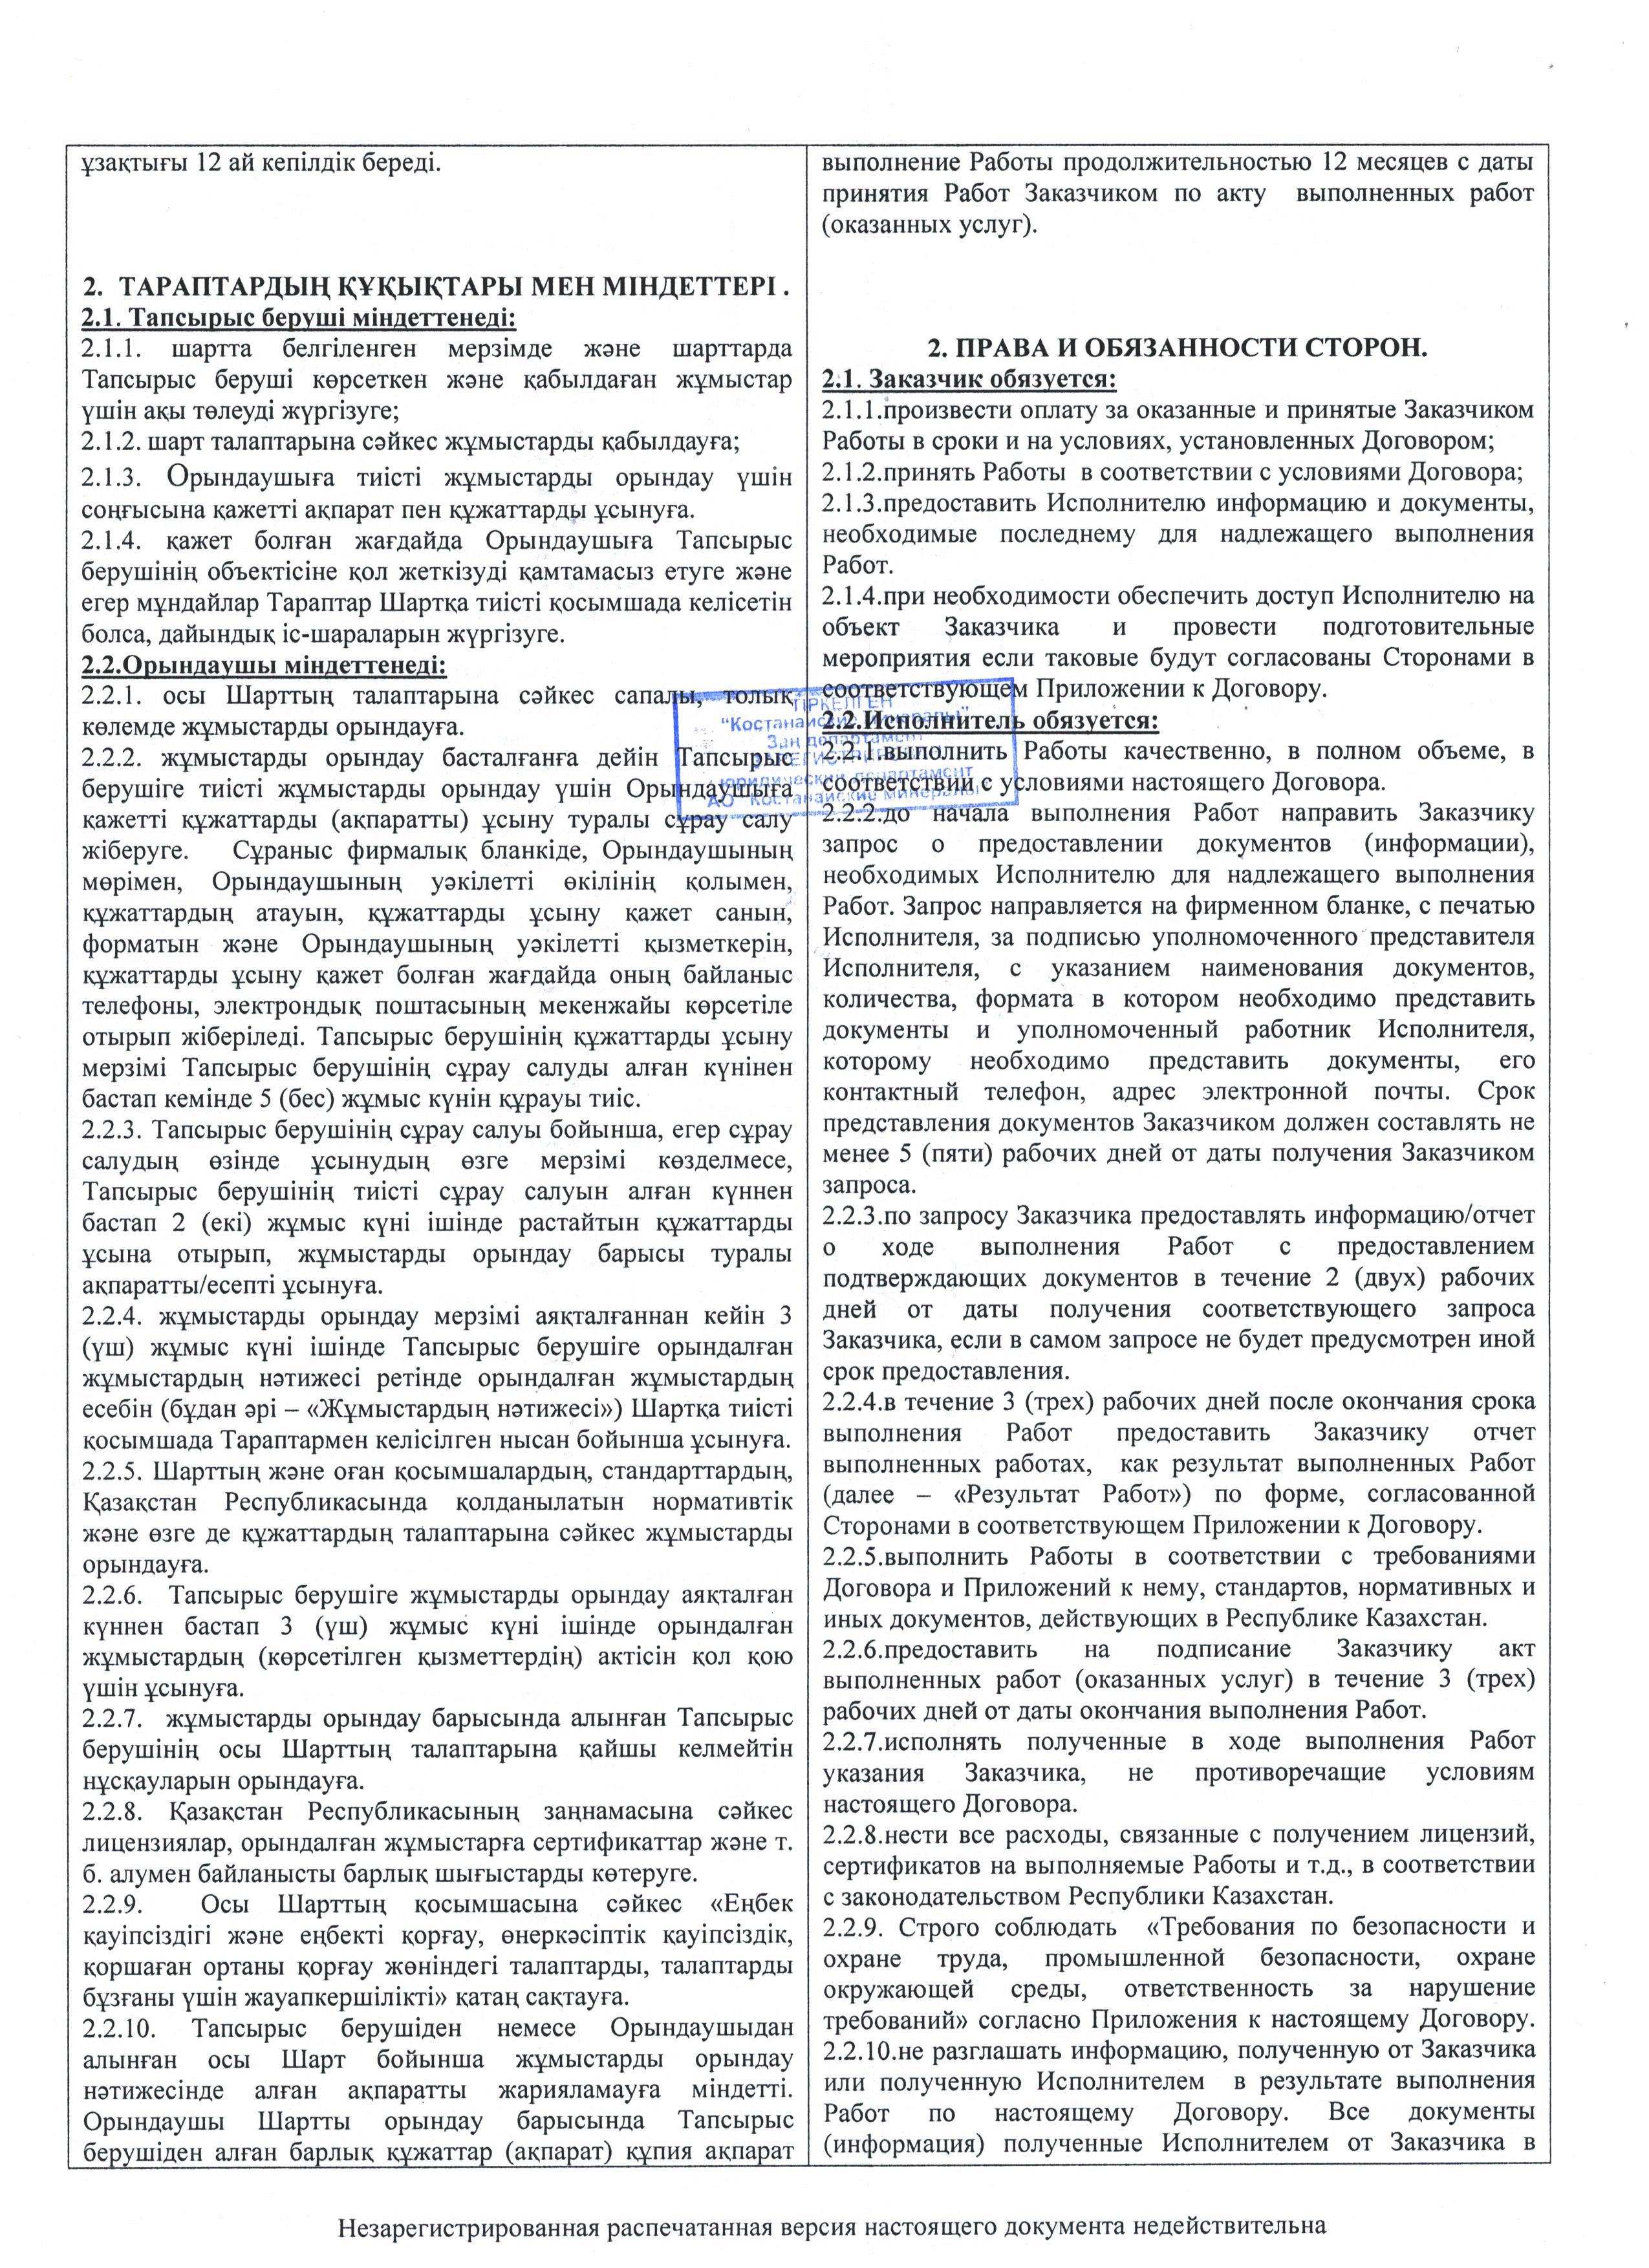 ұзақтығы 12 ай кепілдік береді.
2. ТАРАПТАРДЫҢ ҚҰҚЫҚТАРЫ МЕН МІНДЕТТЕРІ .
2.1. Тапсырыс беруші міндеттенеді:
2.1.1. шартта белгіленген мерзімде және шарттарда
Тапсырыс беруші көрсеткен және қабылдаған жұмыстар
үшін ақы төлеуді жүргізуге;
2.1.2. шарт талаптарына сәйкес жұмыстарды қабылдауға;
2.1.3. Орындаушыға тиісті жұмыстарды орындау үшін
соңғысына қажетті ақпарат пен құжаттарды ұсынуға.
2.1.4. қажет болған жағдайда Орындаушыға Тапсырыс
берушінің объектісіне қол жеткізуді қамтамасыз етуге және
егер мұндайлар Тараптар Шартқа тиісті қосымшада келісетін
болса, дайындық іс-шараларын жүргізуге.
2.2.Орындаушы міндеттенеді:
2.2.1. осы Шарттың талаптарына сәйкес сапалы, толық
көлемде жұмыстарды орындауға.
2.2.2. жұмыстарды орындау басталғанға дейін Тапсырыс
берушіге тиісті жұмыстарды орындау үшін Орындаушыға
қажетті құжаттарды (ақпаратты) ұсыну туралы сұрау салу
жіберуге. Сұраныс фирмалық бланкіде, Орындаушының
мөрімен, Орындаушының уәкілетті өкілінің қолымен,
құжаттардың атауын, құжаттарды ұсыну қажет санын,
форматын және Орындаушының уәкілетті қызметкерін,
құжаттарды ұсыну қажет болған жағдайда оның байланыс
телефоны, электрондық поштасының мекенжайы көрсетіле
отырып жіберіледі. Тапсырыс берушінің құжаттарды ұсыну
мерзімі Тапсырыс берушінің сұрау салуды алған күнінен
бастап кемінде 5 (бес) жұмыс күнін құрауы тиіс.
2.2.3. Тапсырыс берушінің сұрау салуы бойынша, егер сұрау
салудың өзінде ұсынудың өзге мерзімі көзделмесе,
Тапсырыс берушінің тиісті сұрау салуын алған күннен
бастап 2 (екі) жұмыс күні ішінде растайтын құжаттарды
ұсына отырып, жұмыстарды орындау барысы туралы
ақпаратты/есепті ұсынуға.
2.2.4. жұмыстарды орындау мерзімі аяқталғаннан кейін 3
(үш) жұмыс күні ішінде Тапсырыс берушіге орындалған
жұмыстардың нәтижесі ретінде орындалған жұмыстардың
есебін (бұдан әрі – «Жұмыстардың нәтижесі») Шартқа тиісті
қосымшада Тараптармен келісілген нысан бойынша ұсынуға.
2.2.5. Шарттың және оған қосымшалардың, стандарттардың,
Қазақстан Республикасында қолданылатын нормативтік
және өзге де құжаттардың талаптарына сәйкес жұмыстарды
орындауға.
2.2.6. Тапсырыс берушіге жұмыстарды орындау аяқталған
күннен бастап 3 (үш) жұмыс күні ішінде орындалған
жұмыстардың (көрсетілген қызметтердің) актісін қол қою
үшін ұсынуға.
2.2.7. жұмыстарды орындау барысында алынған Тапсырыс
берушінің осы Шарттың талаптарына қайшы келмейтін
нұсқауларын орындауға.
2.2.8. Қазақстан Республикасының заңнамасына сәйкес
лицензиялар, орындалған жұмыстарға сертификаттар және т.
б. алумен байланысты барлық шығыстарды көтеруге.
2.2.9. Осы Шарттың қосымшасына сәйкес «Еңбек
қауіпсіздігі және еңбекті қорғау, өнеркәсіптік қауіпсіздік,
қоршаған ортаны қорғау жөніндегі талаптарды, талаптарды
бұзғаны үшін жауапкершілікті» қатаң сақтауға.
2.2.10. Тапсырыс берушіден немесе Орындаушыдан
алынған осы Шарт бойынша жұмыстарды орындау
нәтижесінде алған ақпаратты жарияламауға міндетті.
Орындаушы Шартты орындау барысында Тапсырыс
берушіден алған барлық құжаттар (ақпарат) құпия ақпарат
выполнение Работы продолжительностью 12 месяцев с даты
принятия Работ Заказчиком по акту выполненных работ
(оказанных услуг).
2. ПРАВА И ОБЯЗАННОСТИ СТОРОН.
2.1. Заказчик обязуется:
2.1.1.произвести оплату за оказанные и принятые Заказчиком
Работы в сроки и на условиях, установленных Договором;
2.1.2.принять Работы в соответствии с условиями Договора;
2.1.3.предоставить Исполнителю информацию и документы,
необходимые последнему для надлежащего выполнения
Работ.
2.1.4.при необходимости обеспечить доступ Исполнителю на
объект Заказчика и провести подготовительные
мероприятия если таковые будут согласованы Сторонами в
соответствующем Приложении к Договору.
2.2.Исполнитель обязуется:
2.2.1.выполнить Работы качественно, в полном объеме, в
соответствии с условиями настоящего Договора.
2.2.2.до начала выполнения Работ направить Заказчику
запрос о предоставлении документов (информации),
необходимых Исполнителю для надлежащего выполнения
Работ. Запрос направляется на фирменном бланке, с печатью
Исполнителя, за подписью уполномоченного представителя
Исполнителя, с указанием наименования документов,
количества, формата в котором необходимо представить
документы и уполномоченный работник Исполнителя,
которому необходимо представить документы, его
контактный телефон, адрес электронной почты. Срок
представления документов Заказчиком должен составлять не
менее 5 (пяти) рабочих дней от даты получения Заказчиком
запроса.
2.2.3.по запросу Заказчика предоставлять информацию/отчет
о ходе выполнения Работ с предоставлением
подтверждающих документов в течение 2 (двух) рабочих
дней от даты получения соответствующего запроса
Заказчика, если в самом запросе не будет предусмотрен иной
срок предоставления.
2.2.4.в течение 3 (трех) рабочих дней после окончания срока
выполнения Работ предоставить Заказчику отчет
выполненных работах, как результат выполненных Работ
(далее – «Результат Работ») по форме, согласованной
Сторонами в соответствующем Приложении к Договору.
2.2.5.выполнить Работы в соответствии с требованиями
Договора и Приложений к нему, стандартов, нормативных и
иных документов, действующих в Республике Казахстан.
2.2.6.предоставить на подписание Заказчику акт
выполненных работ (оказанных услуг) в течение 3 (трех)
рабочих дней от даты окончания выполнения Работ.
2.2.7.исполнять полученные в ходе выполнения Работ
указания Заказчика, не противоречащие условиям
настоящего Договора.
2.2.8.нести все расходы, связанные с получением лицензий,
сертификатов на выполняемые Работы и т.д., в соответствии
с законодательством Республики Казахстан.
2.2.9. Строго соблюдать «Требования по безопасности и
охране труда, промышленной безопасности, охране
окружающей среды, ответственность за нарушение
требований» согласно Приложения к настоящему Договору.
2.2.10.не разглашать информацию, полученную от Заказчика
или полученную Исполнителем в результате выполнения
Работ по настоящему Договору. Все документы
(информация) полученные Исполнителем от Заказчика в
ТІРКЕЛГЕН
"Костанайские минералы"
Заң департамент
юридический департамент
АО "Костанайские минералы"
Незарегистрированная распечатанная версия настоящего документа недействительна